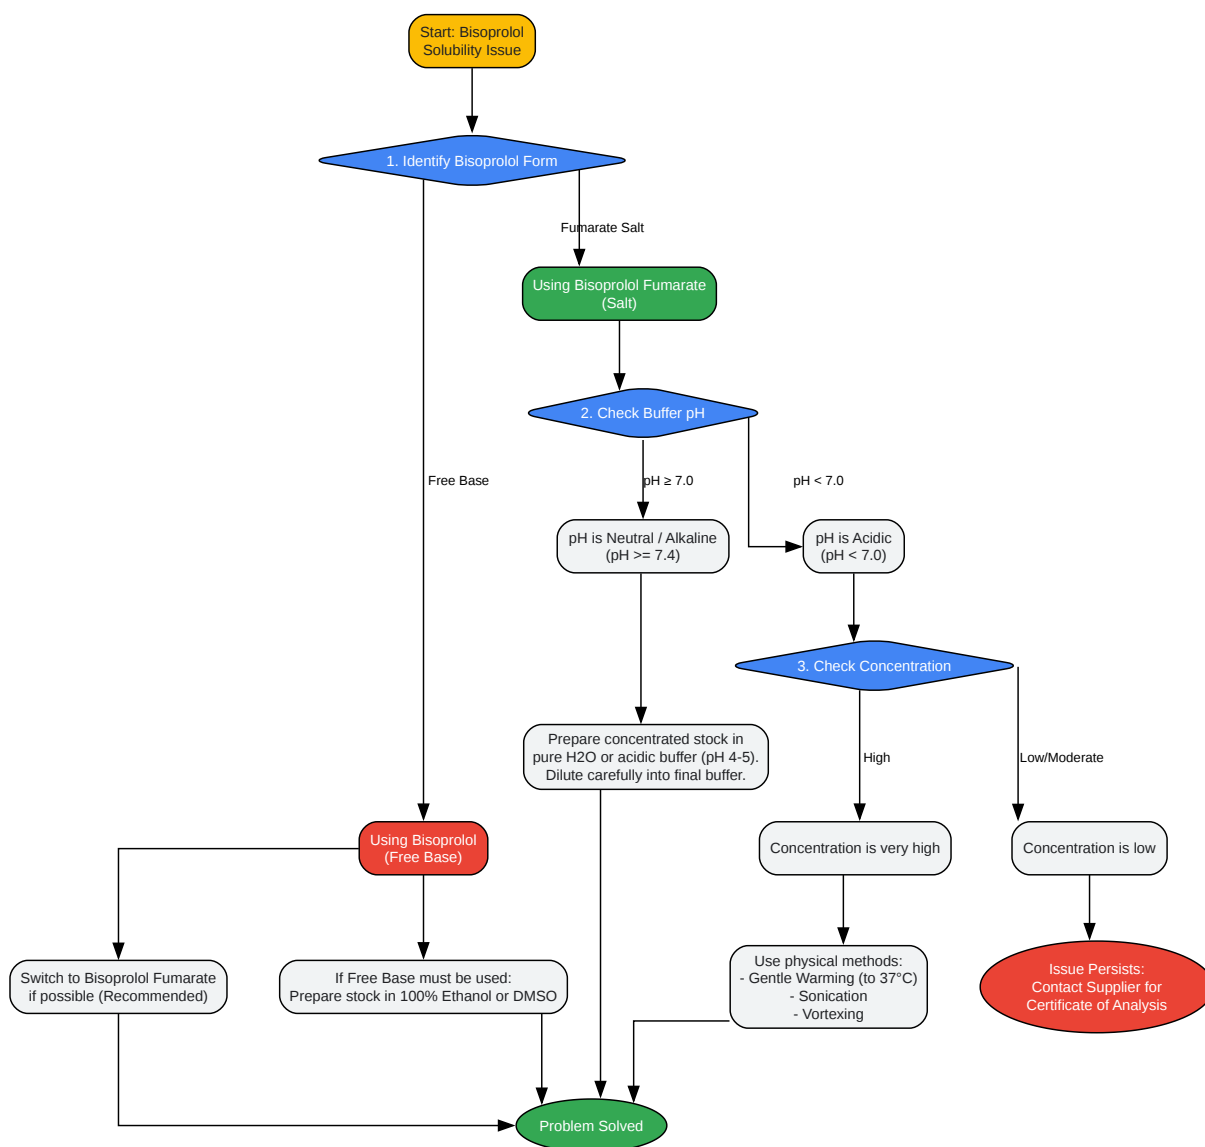 Start: Bisoprolol
Solubility Issue
1. Identify Bisoprolol Form
Fumarate Salt
Using Bisoprolol Fumarate
(Salt)
2. Check Buffer pH
Free Base
pH ≥ 7.0
pH < 7.0
pH is Neutral / Alkaline
(pH >= 7.4)
pH is Acidic
(pH < 7.0)
3. Check Concentration
Prepare concentrated stock in
pure H2O or acidic buffer (pH 4-5).
Dilute carefully into final buffer.
High
Low/Moderate
Using Bisoprolol
(Free Base)
Concentration is very high
Concentration is low
Switch to Bisoprolol Fumarate
if possible (Recommended)
If Free Base must be used:
Prepare stock in 100% Ethanol or DMSO
Use physical methods:
- Gentle Warming (to 37°C)
- Sonication
- Vortexing
Issue Persists:
Contact Supplier for
Certificate of Analysis
Problem Solved